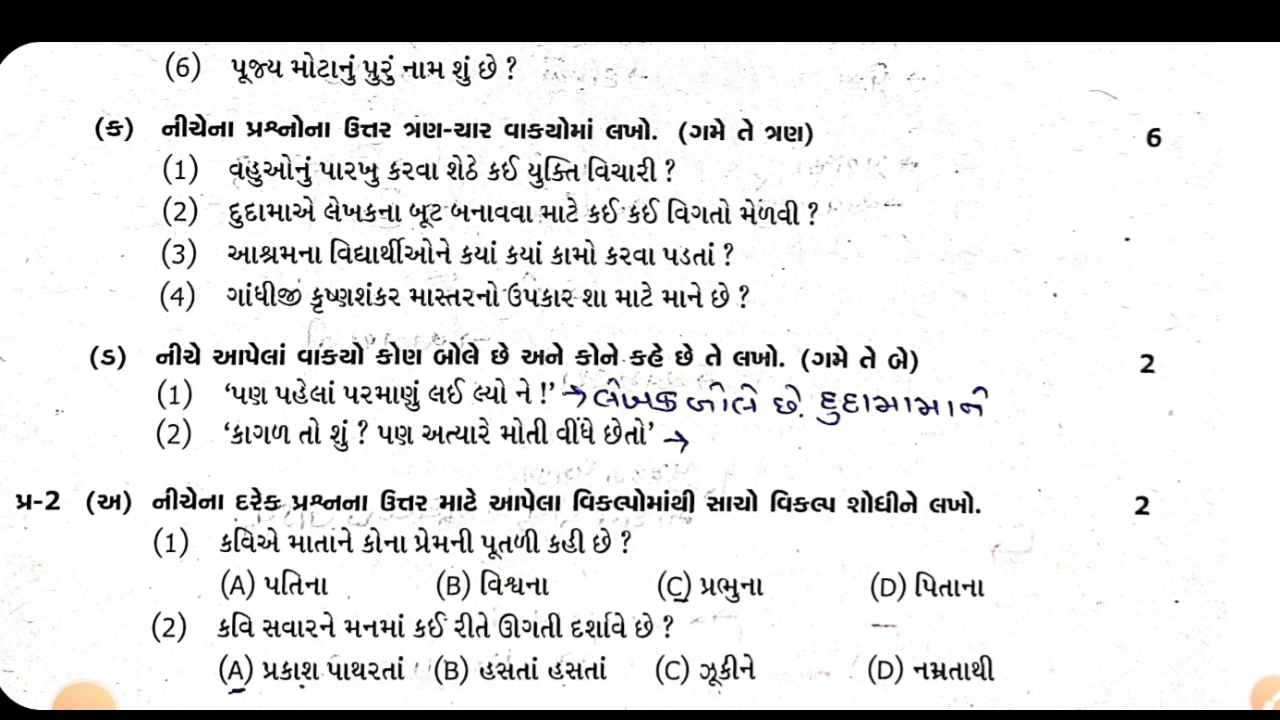 (6) પૂજ્ય મોટાનું પુરું નામ શું છે ?
(ક) નીચેના પ્રશ્નોના ઉત્તર ત્રણ-ચાર વાક્યોમાં લખો. (ગમે તે ત્રણ) 6
(1) વહુઓનું પારખુ કરવા શેઠે કઈ યુક્તિ વિચારી ?
(2) દુદામાએ લેખકના બૂટ બનાવવા માટે કઈ કઈ વિગતો મેળવી ?
(3) આશ્રમના વિદ્યાર્થીઓને કયાં કયાં કામો કરવા પડતાં ?
(4) ગાંધીજી કૃષ્ણશંકર માસ્તરનો ઉપકાર શા માટે માને છે ?
(ડ) નીચે આપેલાં વાક્યો કોણ બોલે છે અને કોને કહે છે તે લખો. (ગમે તે બે) 2
(1) ‘પણ પહેલાં પરમાણું લઈ લ્યો ને !’ → લેખક બોલે છે. દુદામામાને
(2) ‘કાગળ તો શું ? પણ અત્યારે મોતી વીંધે છેતો’ →
પ્ર-2 (અ) નીચેના દરેક પ્રશ્નના ઉત્તર માટે આપેલા વિકલ્પોમાંથી સાચો વિકલ્પ શોધીને લખો. 2
(1) કવિએ માતાને કોના પ્રેમની પૂતળી કહી છે ?
(A) પતિના (B) વિશ્વના (C) પ્રભુના (D) પિતાના
(2) કવિ સવારને મનમાં કઈ રીતે ઊગતી દર્શાવે છે ?
(A) પ્રકાશ પાથરતાં (B) હસતાં હસતાં (C) ઝૂકીને (D) નમ્રતાથી